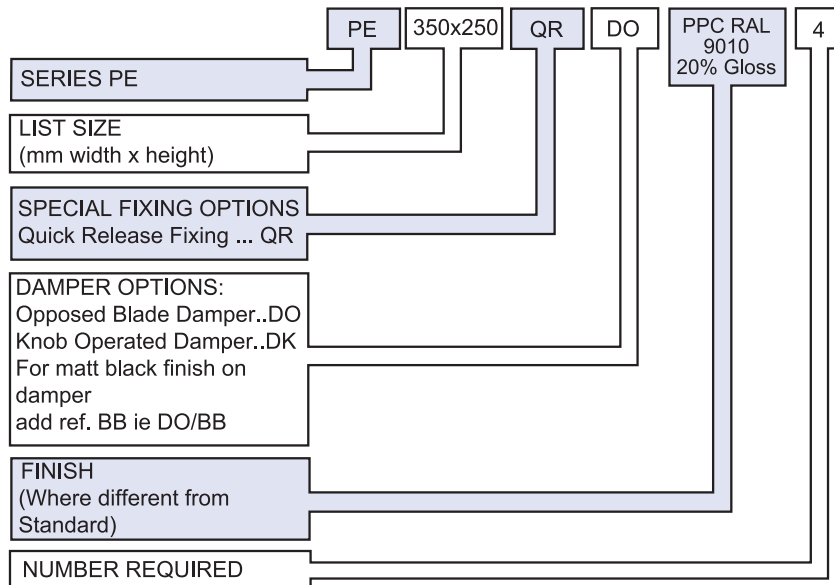 PE 350x250 QR DO PPC RAL 4
9010
20% Gloss
SERIES PE
LIST SIZE
(mm width x height)
SPECIAL FIXING OPTIONS
Quick Release Fixing ... QR
DAMPER OPTIONS:
Opposed Blade Damper..DO
Knob Operated Damper..DK
For matt black finish on
damper
add ref. BB ie DO/BB
FINISH
(Where different from
Standard)
NUMBER REQUIRED